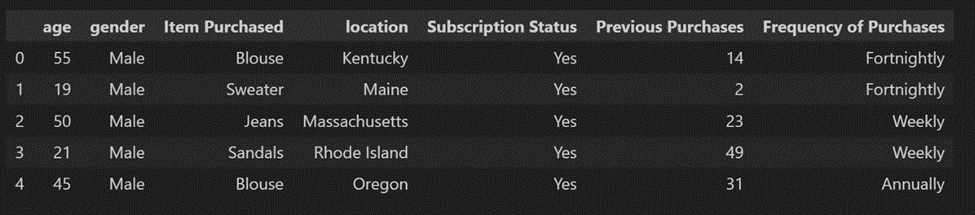 age gender Item Purchased location Subscription Status Previous Purchases Frequency of Purchases
0 55 Male Blouse Kentucky Yes 14 Fortnightly
1 19 Male Sweater Maine Yes 2 Fortnightly
2 50 Male Jeans Massachusetts Yes 23 Weekly
3 21 Male Sandals Rhode Island Yes 49 Weekly
4 45 Male Blouse Oregon Yes 31 Annually